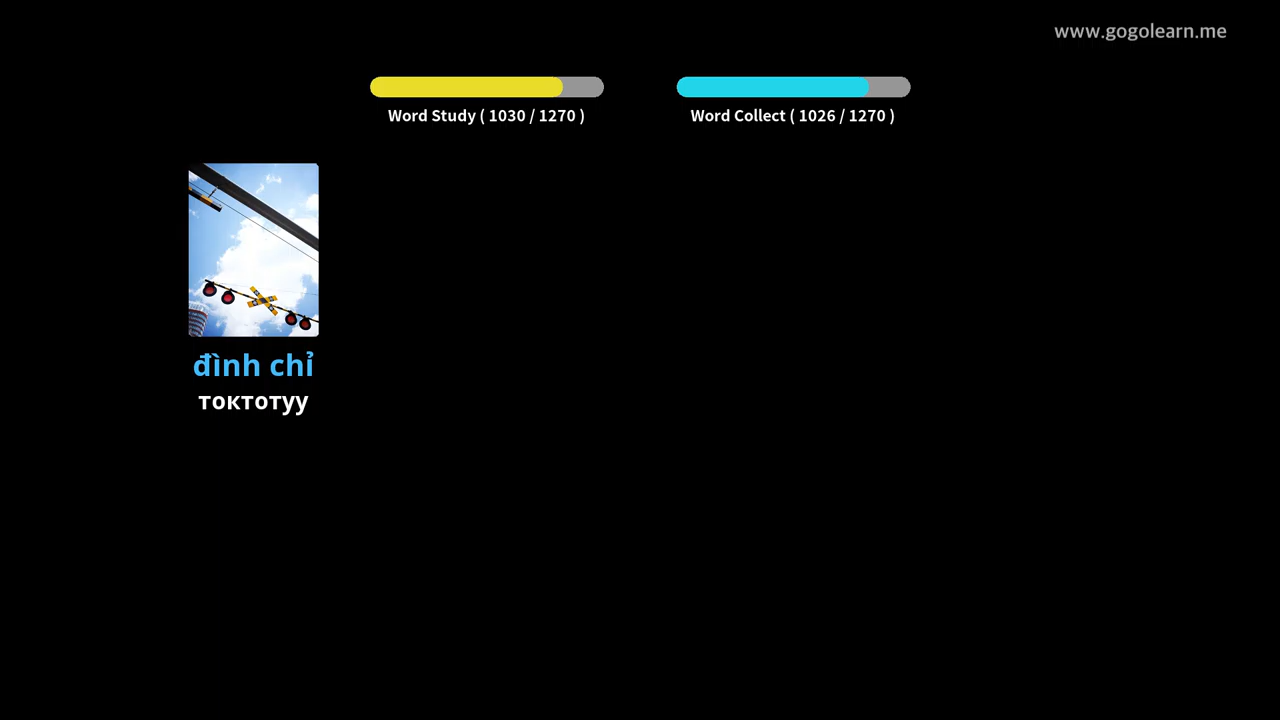 www.gogolearn.me
Word Study ( 1030 / 1270 )
Word Collect ( 1026 / 1270 )
đình chỉ
токтотуу